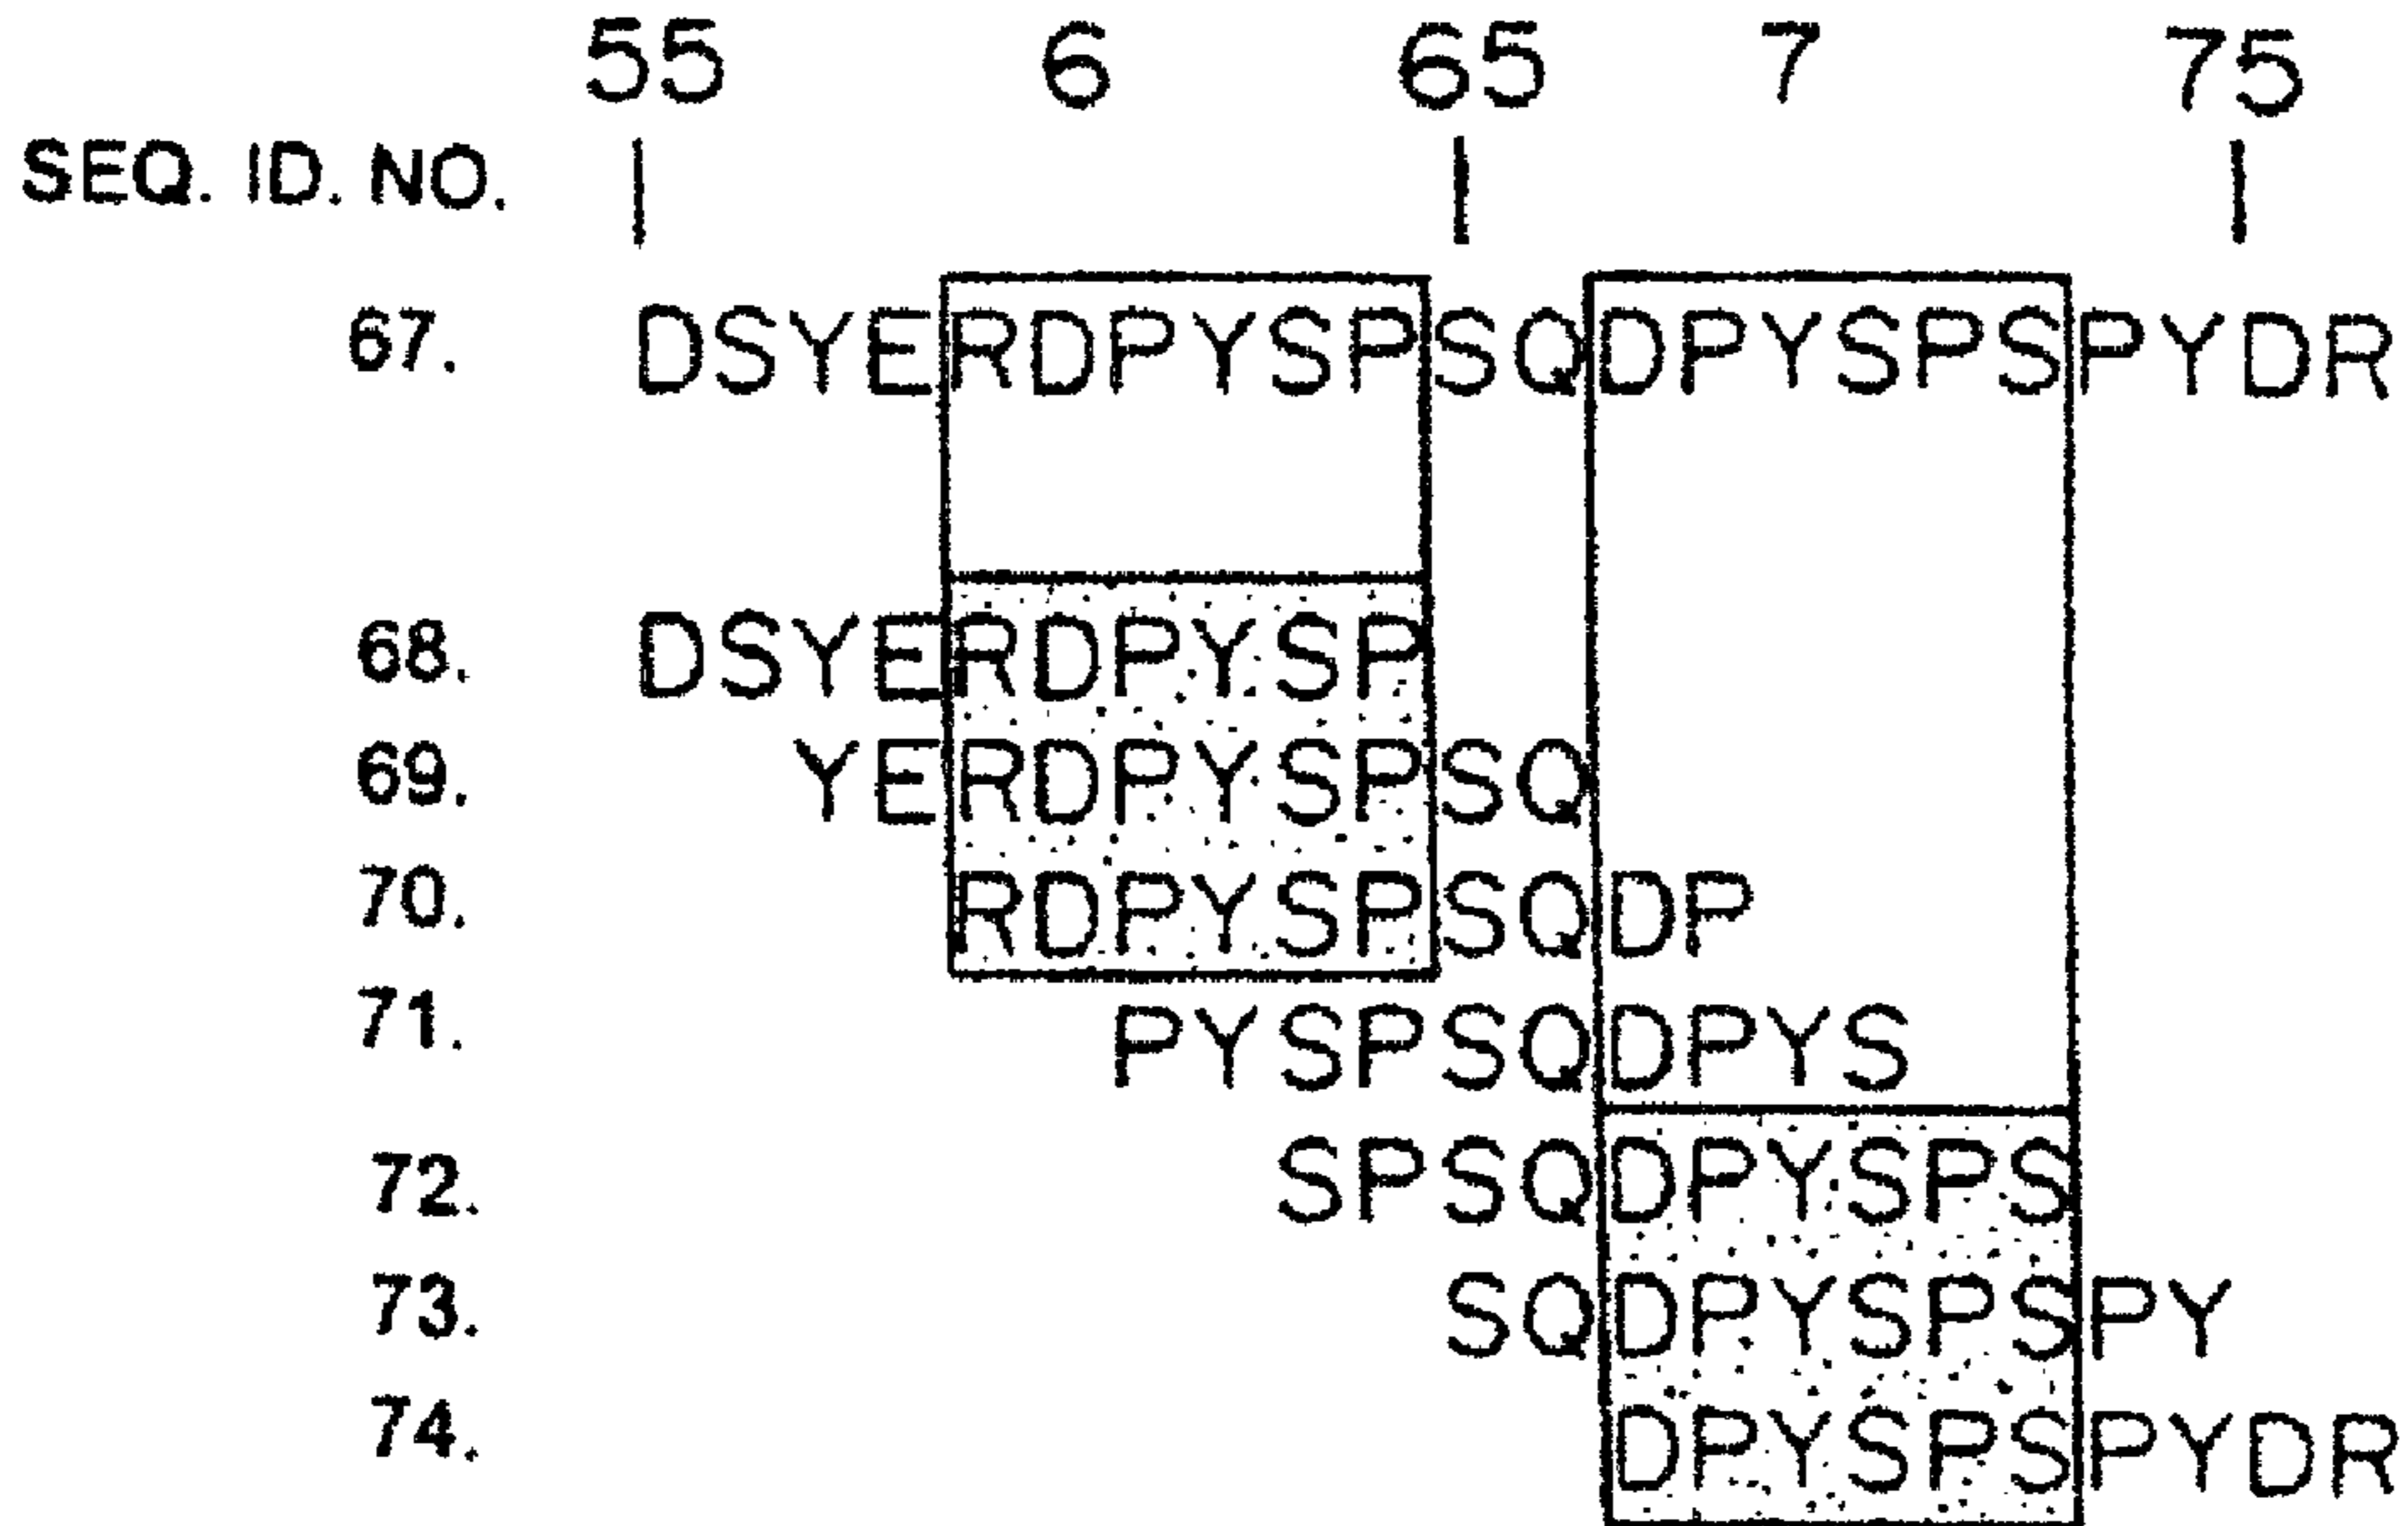 55 6 65 7 75
SEQ. ID. NO. | | |
67. DSYERDPYSPSQDPYSPSPYDR
68. DSYERDPYSP
69. YERDPYSPSQ
70. RDPYSPSQDP
71. PYSPSQDPYS
72. SPSQDPYSPS
73. SQDPYSPSPY
74. DPYSPSPYDR